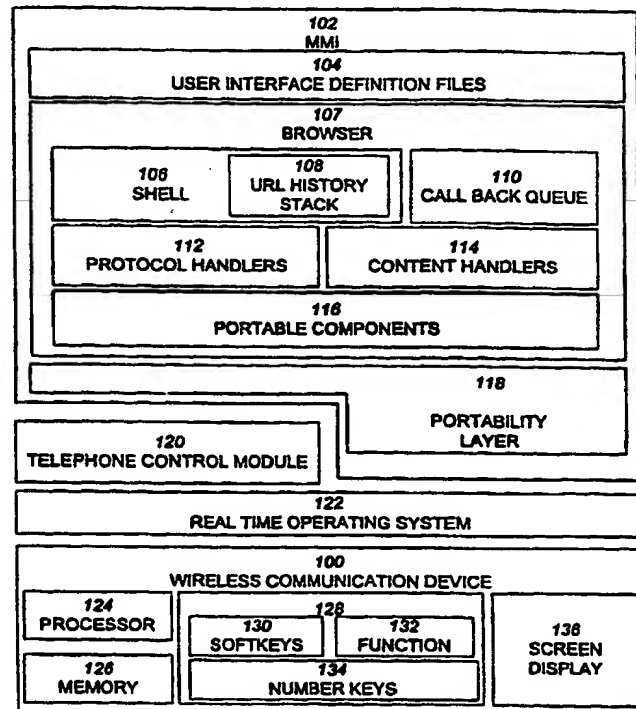 102
MMI
104
USER INTERFACE DEFINITION FILES
107
BROWSER
106
SHELL
108
URL HISTORY
STACK
110
CALL BACK QUEUE
112
PROTOCOL HANDLERS
114
CONTENT HANDLERS
116
PORTABLE COMPONENTS
118
PORTABILITY
LAYER
120
TELEPHONE CONTROL MODULE
122
REAL TIME OPERATING SYSTEM
100
WIRELESS COMMUNICATION DEVICE
124
PROCESSOR
126
MEMORY
128
130
SOFTKEYS
132
FUNCTION
134
NUMBER KEYS
136
SCREEN
DISPLAY